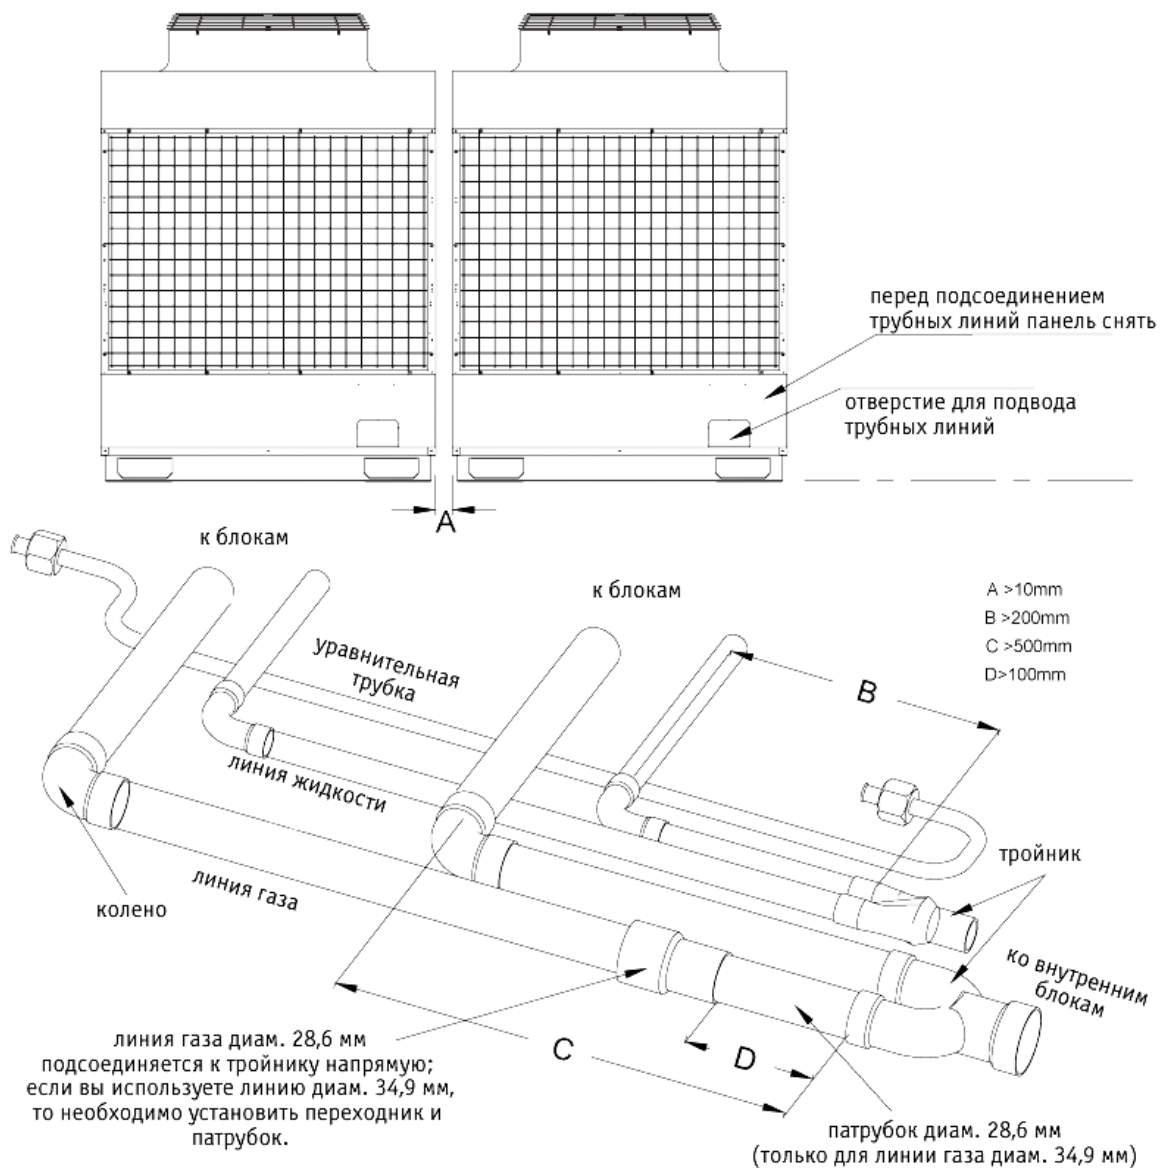 перед подсоединением
трубных линий панель снять
отверстие для подвода
трубных линий
A
к блокам
к блокам
A >10mm
B >200mm
C >500mm
D>100mm
уравнительная
трубка
B
линия жидкости
линия газа
колено
тройник
ко внутренним
блокам
линия газа диам. 28,6 мм
подсоединяется к тройнику напрямую;
если вы используете линию диам. 34,9 мм,
то необходимо установить переходник и
патрубок.
C
D
патрубок диам. 28,6 мм
(только для линии газа диам. 34,9 мм)